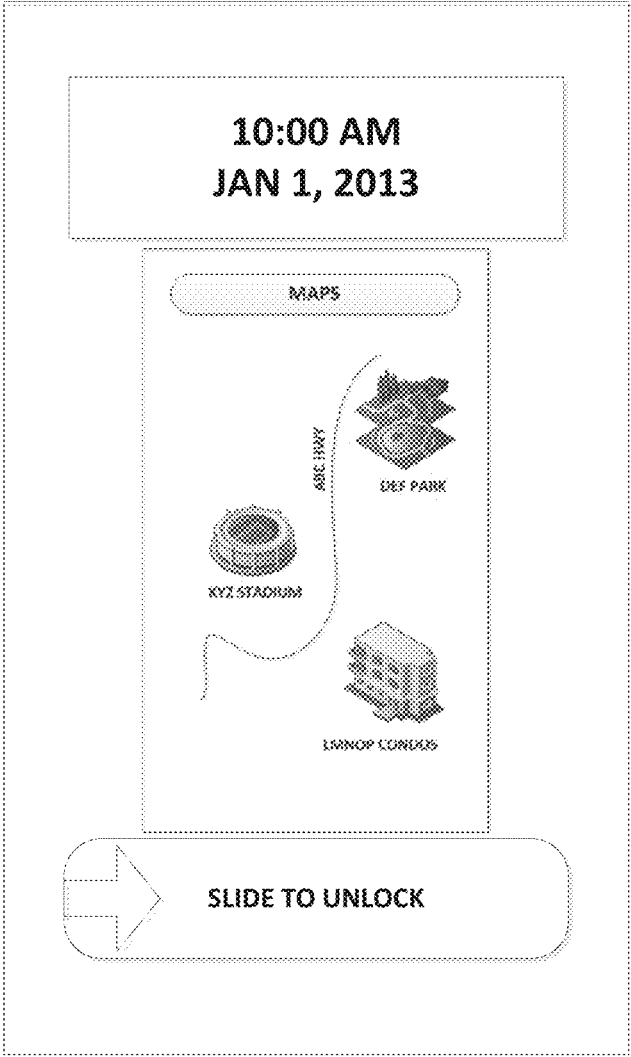 10:00 AM
JAN 1, 2013
MAPS
ABC HWY
DEF PARK
XYZ STADIUM
LMNOP CONDOS
SLIDE TO UNLOCK